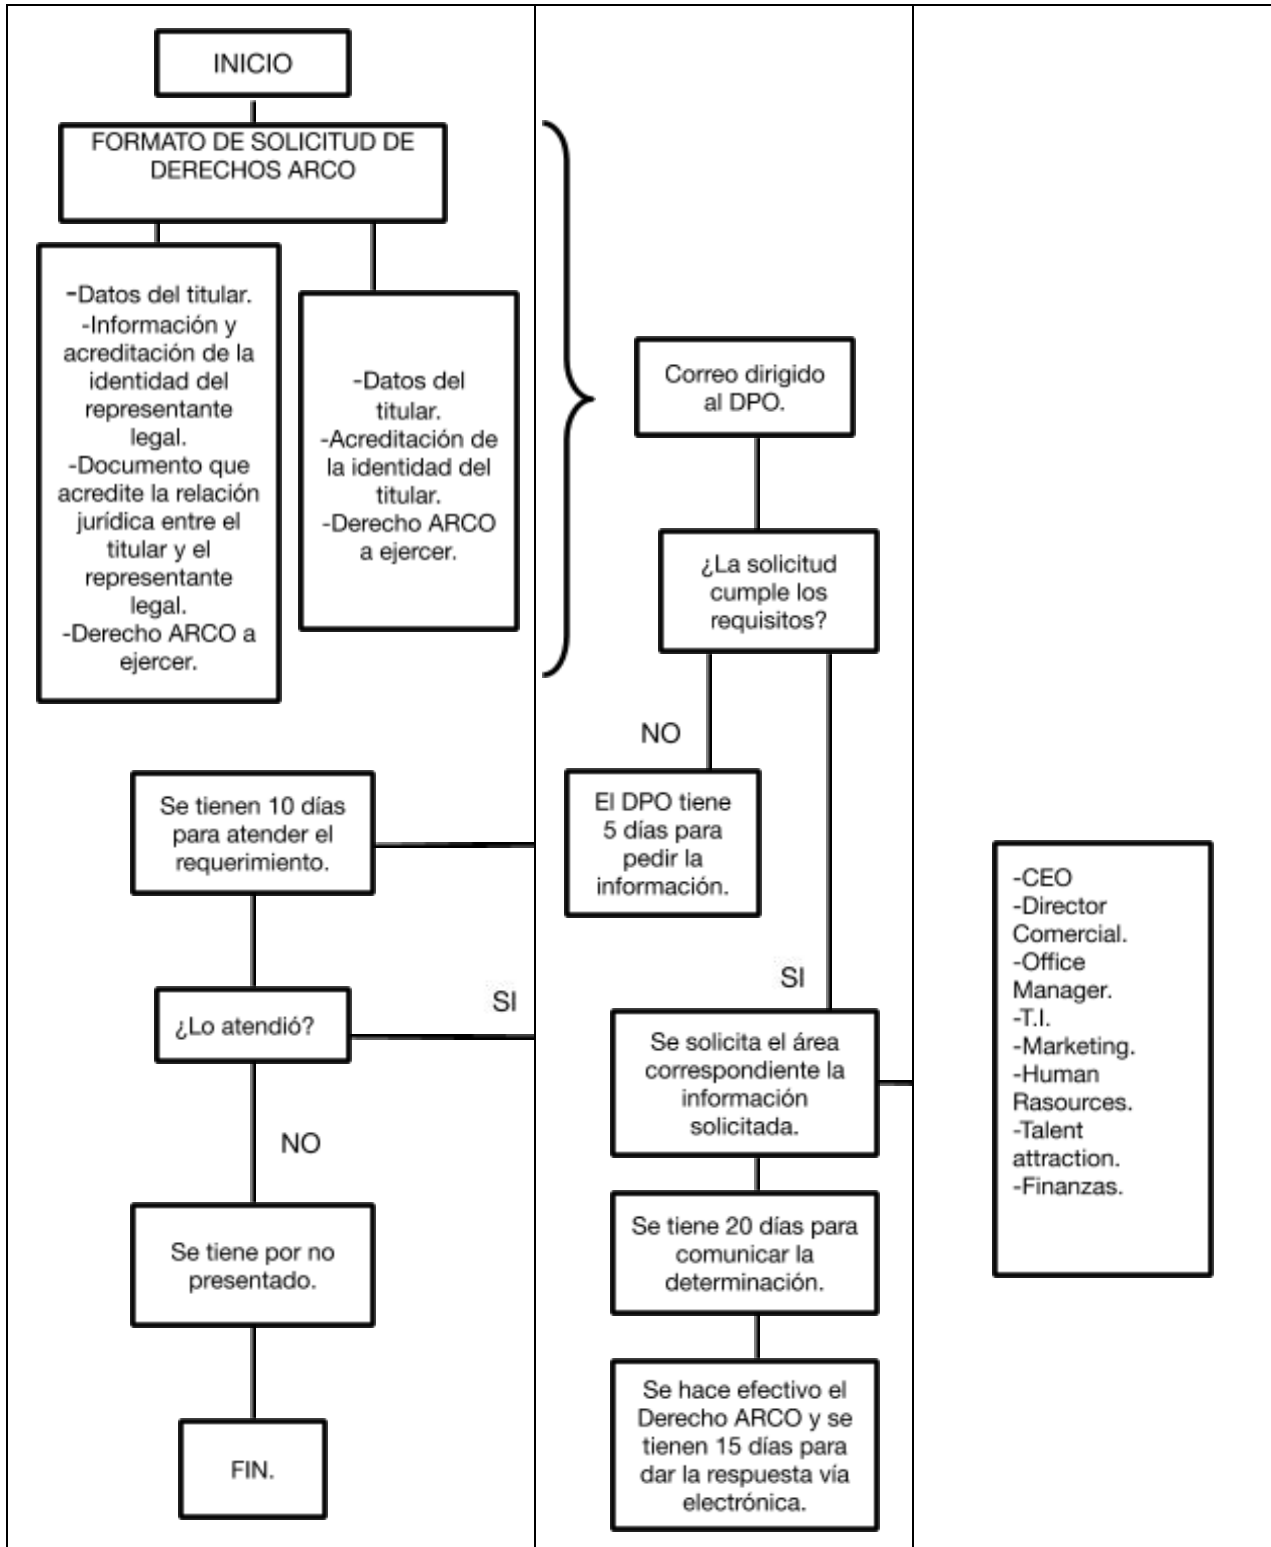 INICIO
FORMATO DE SOLICITUD DE
DERECHOS ARCO
-Datos del titular.
-Información y
acreditación de la
identidad del
representante
legal.
-Documento que
acredite la relación
jurídica entre el
titular y el
representante
legal.
-Derecho ARCO a
ejercer.
-Datos del
titular.
-Acreditación de
la identidad del
titular.
-Derecho ARCO
a ejercer.
Correo dirigido
al DPO.
¿La solicitud
cumple los
requisitos?
NO
El DPO tiene
5 días para
pedir la
información.
Se tienen 10 días
para atender el
requerimiento.
¿Lo atendió?
SI
NO
Se tiene por no
presentado.
FIN.
SI
Se solicita el área
correspondiente la
información
solicitada.
Se tiene 20 días para
comunicar la
determinación.
Se hace efectivo el
Derecho ARCO y se
tienen 15 días para
dar la respuesta vía
electrónica.
-CEO
-Director
Comercial.
-Office
Manager.
-T.I.
-Marketing.
-Human
Rasources.
-Talent
attraction.
-Finanzas.